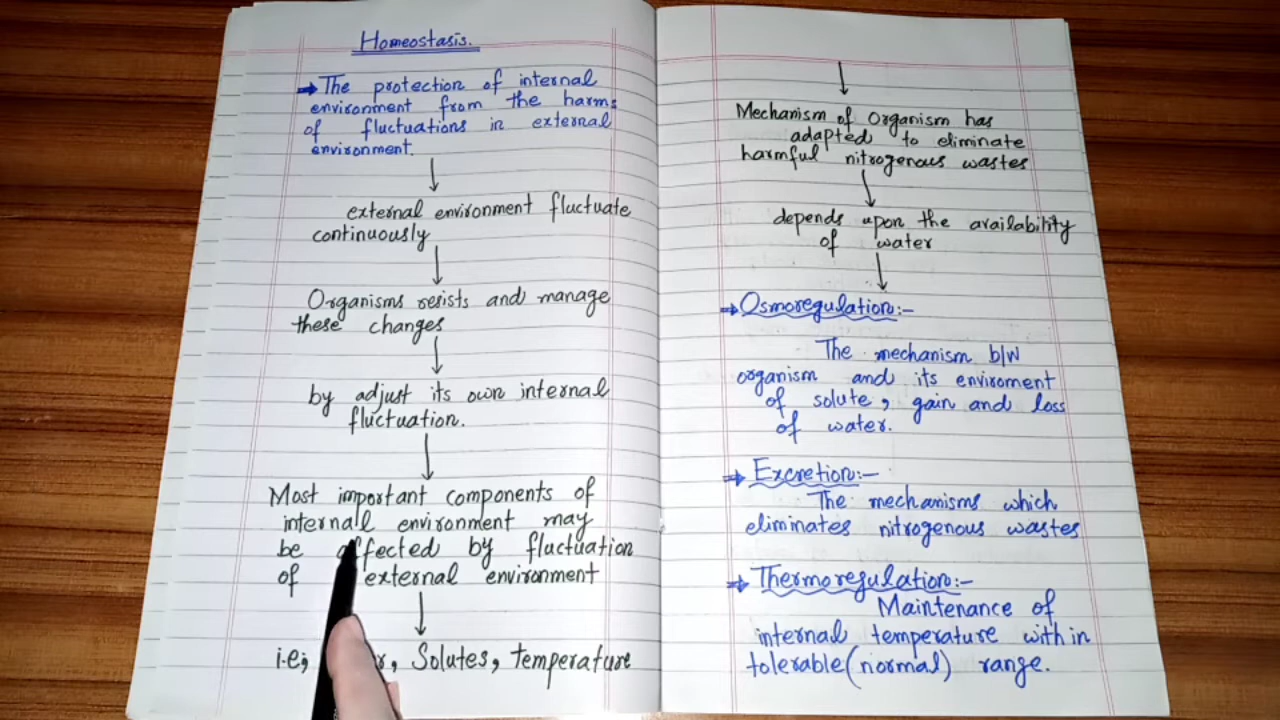 Homeostasis.
The protection of internal
environment from the harms
of fluctuations in external
environment.
external environment fluctuate
continuously
Organisms resists and manage
these changes
by adjust its own internal
fluctuation.
Most important components of
internal environment may
be affected by fluctuation
of external environment
i.e; Solutes, Temperature
Mechanism of Organism has
adapted to eliminate
harmful nitrogenous wastes
depends upon the availability
of water
Osmoregulation:-
The mechanism b/w
organism and its enviroment
of solute, gain and loss
of water.
Excretion:-
The mechanisms which
eliminates nitrogenous wastes
Thermoregulation:-
Maintenance of
internal temperature with in
tolerable (normal) range.